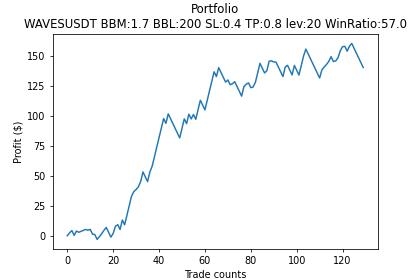 Portfolio
WAVESUSDT BBM:1.7 BBL:200 SL:0.4 TP:0.8 lev:20 WinRatio:57.0
150
125
100
75
50
25
0
Profit ($)
0 20 40 60 80 100 120
Trade counts